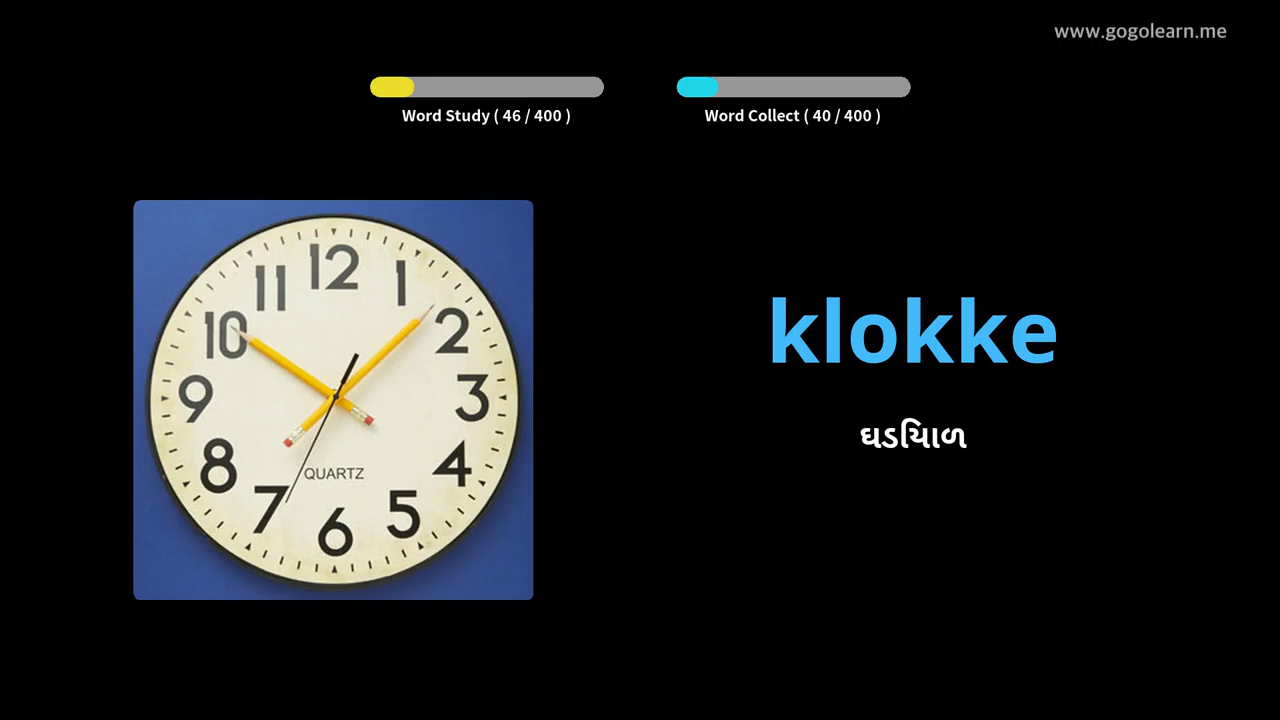 www.gogolearn.me
Word Study ( 46 / 400 )
Word Collect ( 40 / 400 )
12
11
1
10
2
9
3
8
4
QUARTZ
7
5
6
klokke
ઘડિયાળ